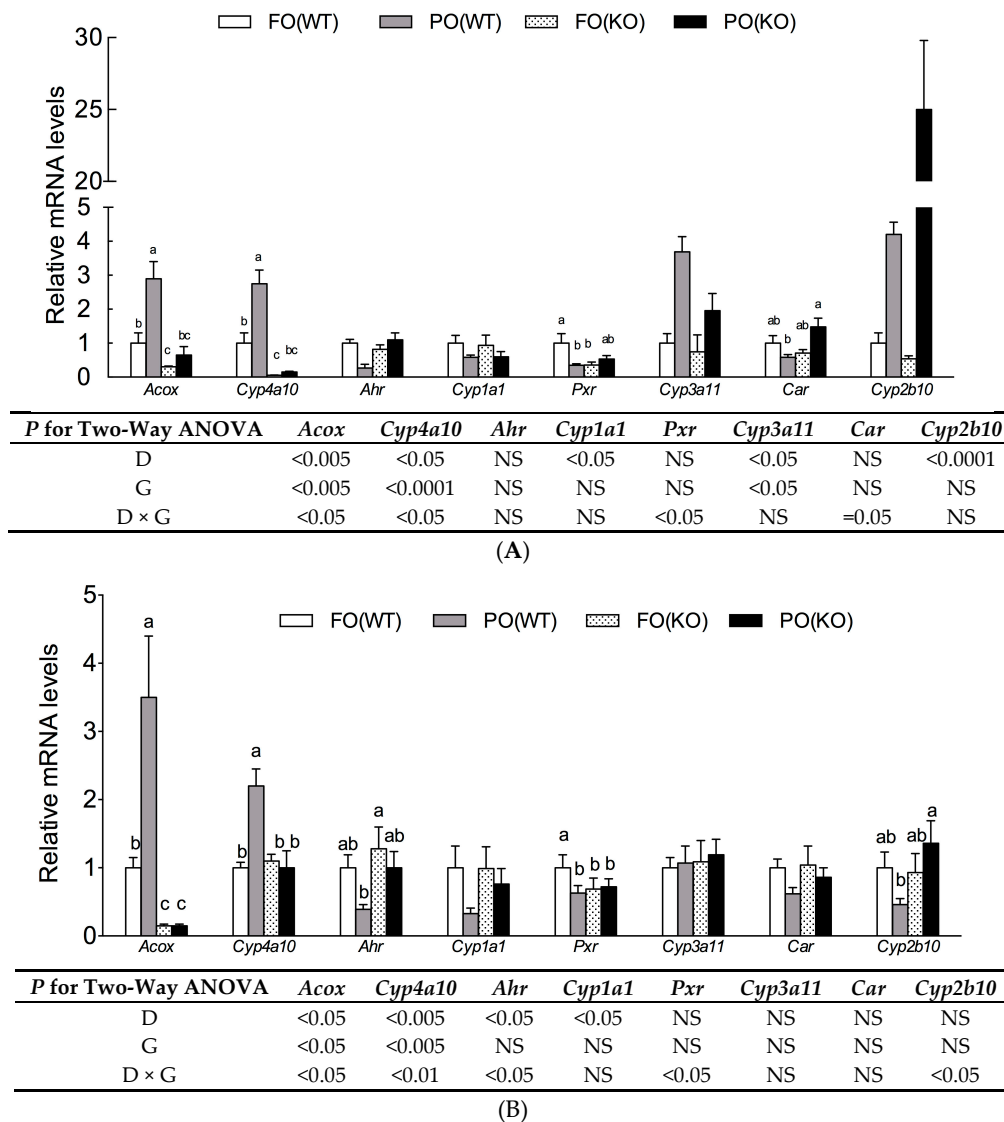 FO(WT) PO(WT) FO(KO) PO(KO)
Relative mRNA levels
30
25
20
5
4
3
2
1
0
b a c bc b a c bc a b b ab ab b ab a
Acox Cyp4a10 Ahr Cyp1a1 Pxr Cyp3a11 Car Cyp2b10
P for Two-Way ANOVA Acox Cyp4a10 Ahr Cyp1a1 Pxr Cyp3a11 Car Cyp2b10
D <0.005 <0.05 NS <0.05 NS <0.05 NS <0.0001
G <0.005 <0.0001 NS NS NS <0.05 NS NS
D × G <0.05 <0.05 NS NS <0.05 NS =0.05 NS
(A)
FO(WT) PO(WT) FO(KO) PO(KO)
Relative mRNA levels
5
4
3
2
1
0
b a c c b a b b ab b a ab a b b b ab b ab a
Acox Cyp4a10 Ahr Cyp1a1 Pxr Cyp3a11 Car Cyp2b10
P for Two-Way ANOVA Acox Cyp4a10 Ahr Cyp1a1 Pxr Cyp3a11 Car Cyp2b10
D <0.05 <0.005 <0.05 <0.05 NS NS NS NS
G <0.05 <0.005 NS NS NS NS NS NS
D × G <0.05 <0.01 <0.05 NS <0.05 NS NS <0.05
(B)